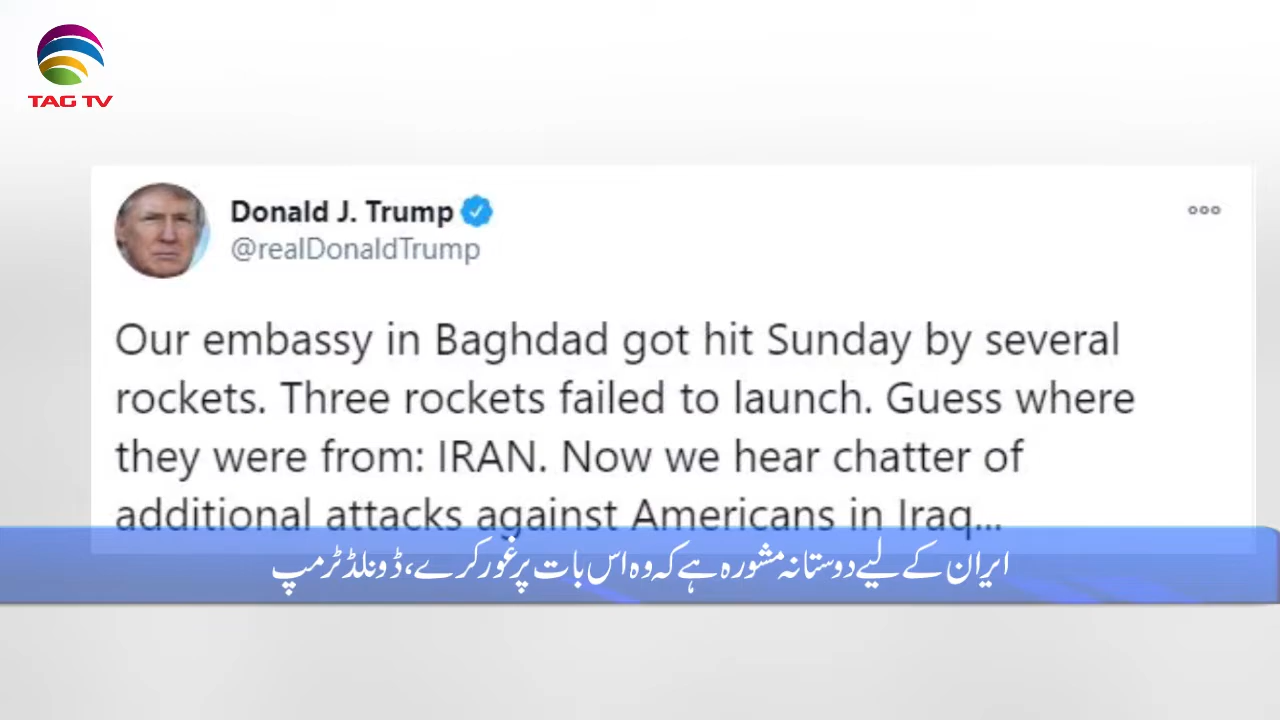 TAG TV
Donald J. Trump
@realDonaldTrump
Our embassy in Baghdad got hit Sunday by several
rockets. Three rockets failed to launch. Guess where
they were from: IRAN. Now we hear chatter of
additional attacks against Americans in Iraq...
ایران کے لیے دوستانہ مشورہ ہے کہ وہ اس بات پر غور کرے، ڈونلڈ ٹرمپ